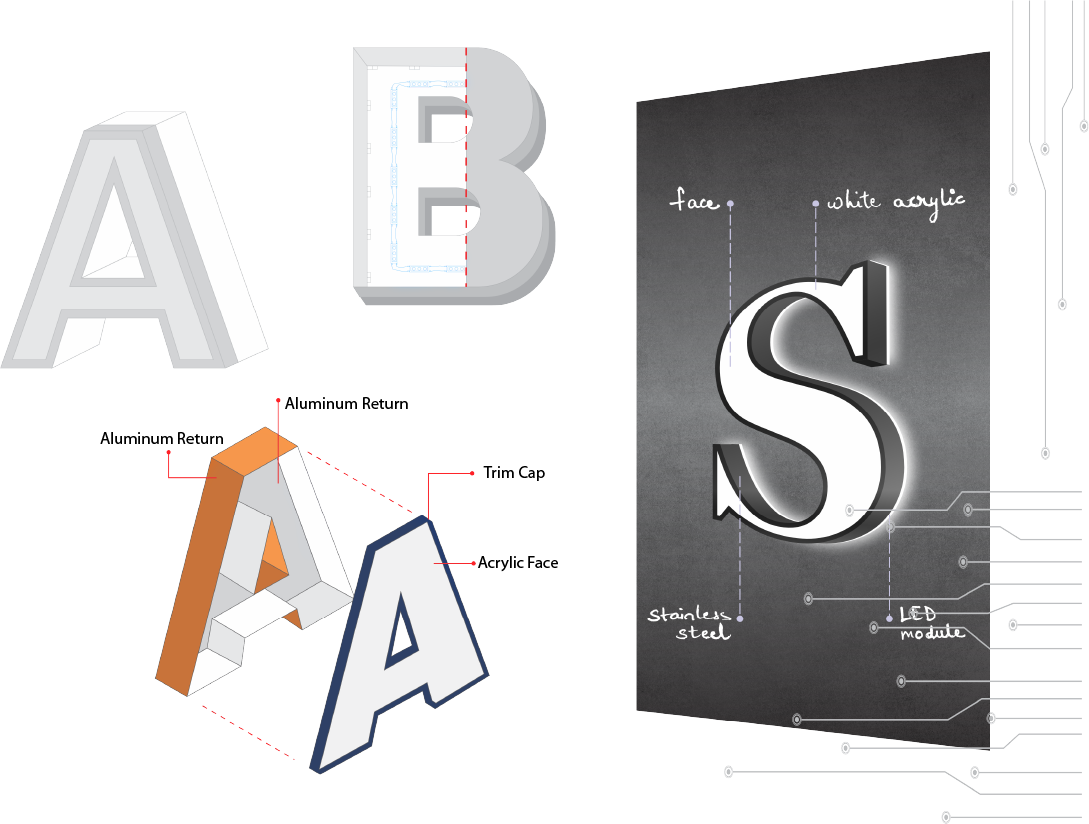 A
B
face
white acrylic
S
stainless
steel
LED
module
Aluminum Return
Aluminum Return
Trim Cap
Acrylic Face
A
A